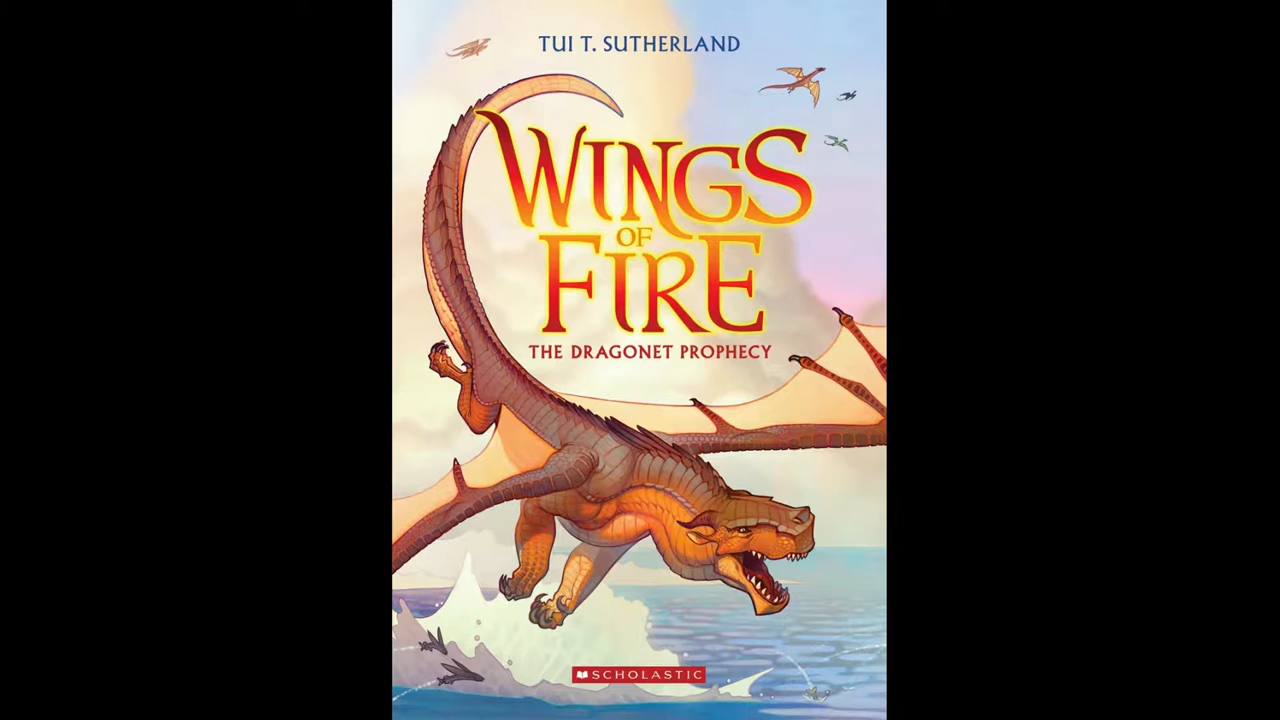 TUI T. SUTHERLAND
WINGS
OF
FIRE
THE DRAGONET PROPHECY
SCHOLASTIC